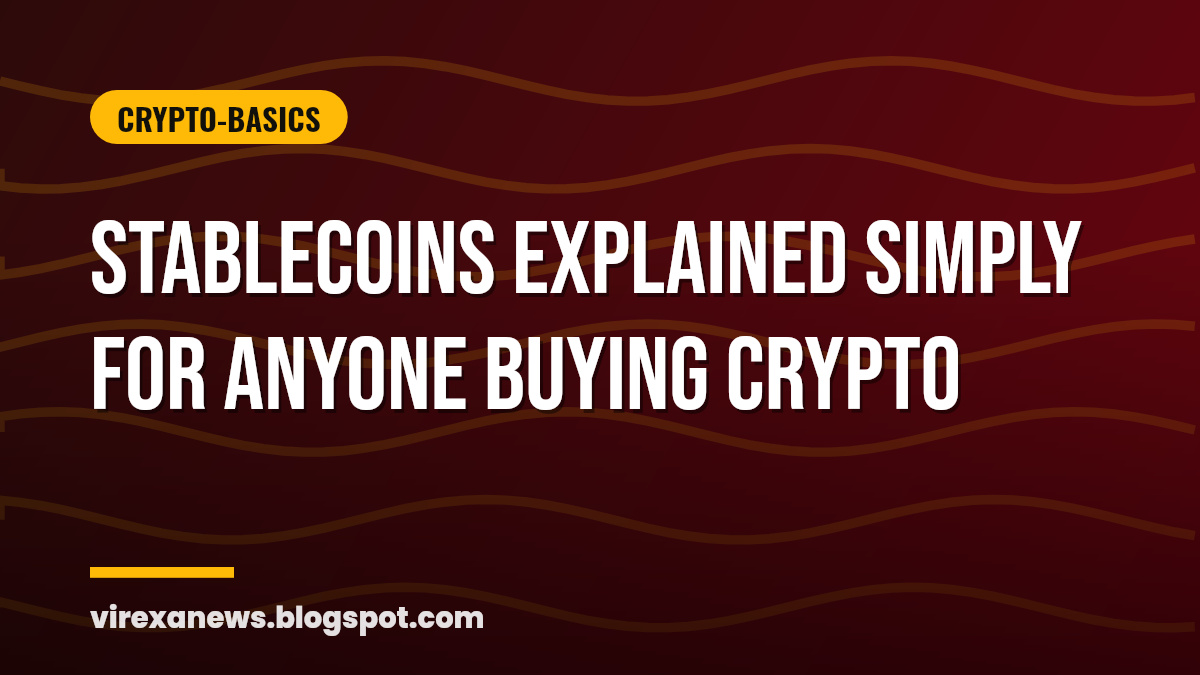 CRYPTO-BASICS
STABLECOINS EXPLAINED SIMPLY
FOR ANYONE BUYING CRYPTO
virexanews.blogspot.com